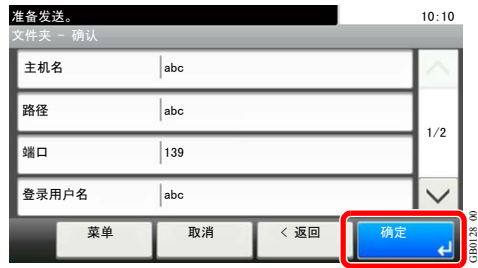 准备发送。 10:10
文件夹 - 确认
主机名 abc
路径 abc
1/2
端口 139
登录用户名 abc
菜单 取消 < 返回 确定
GB0128_00